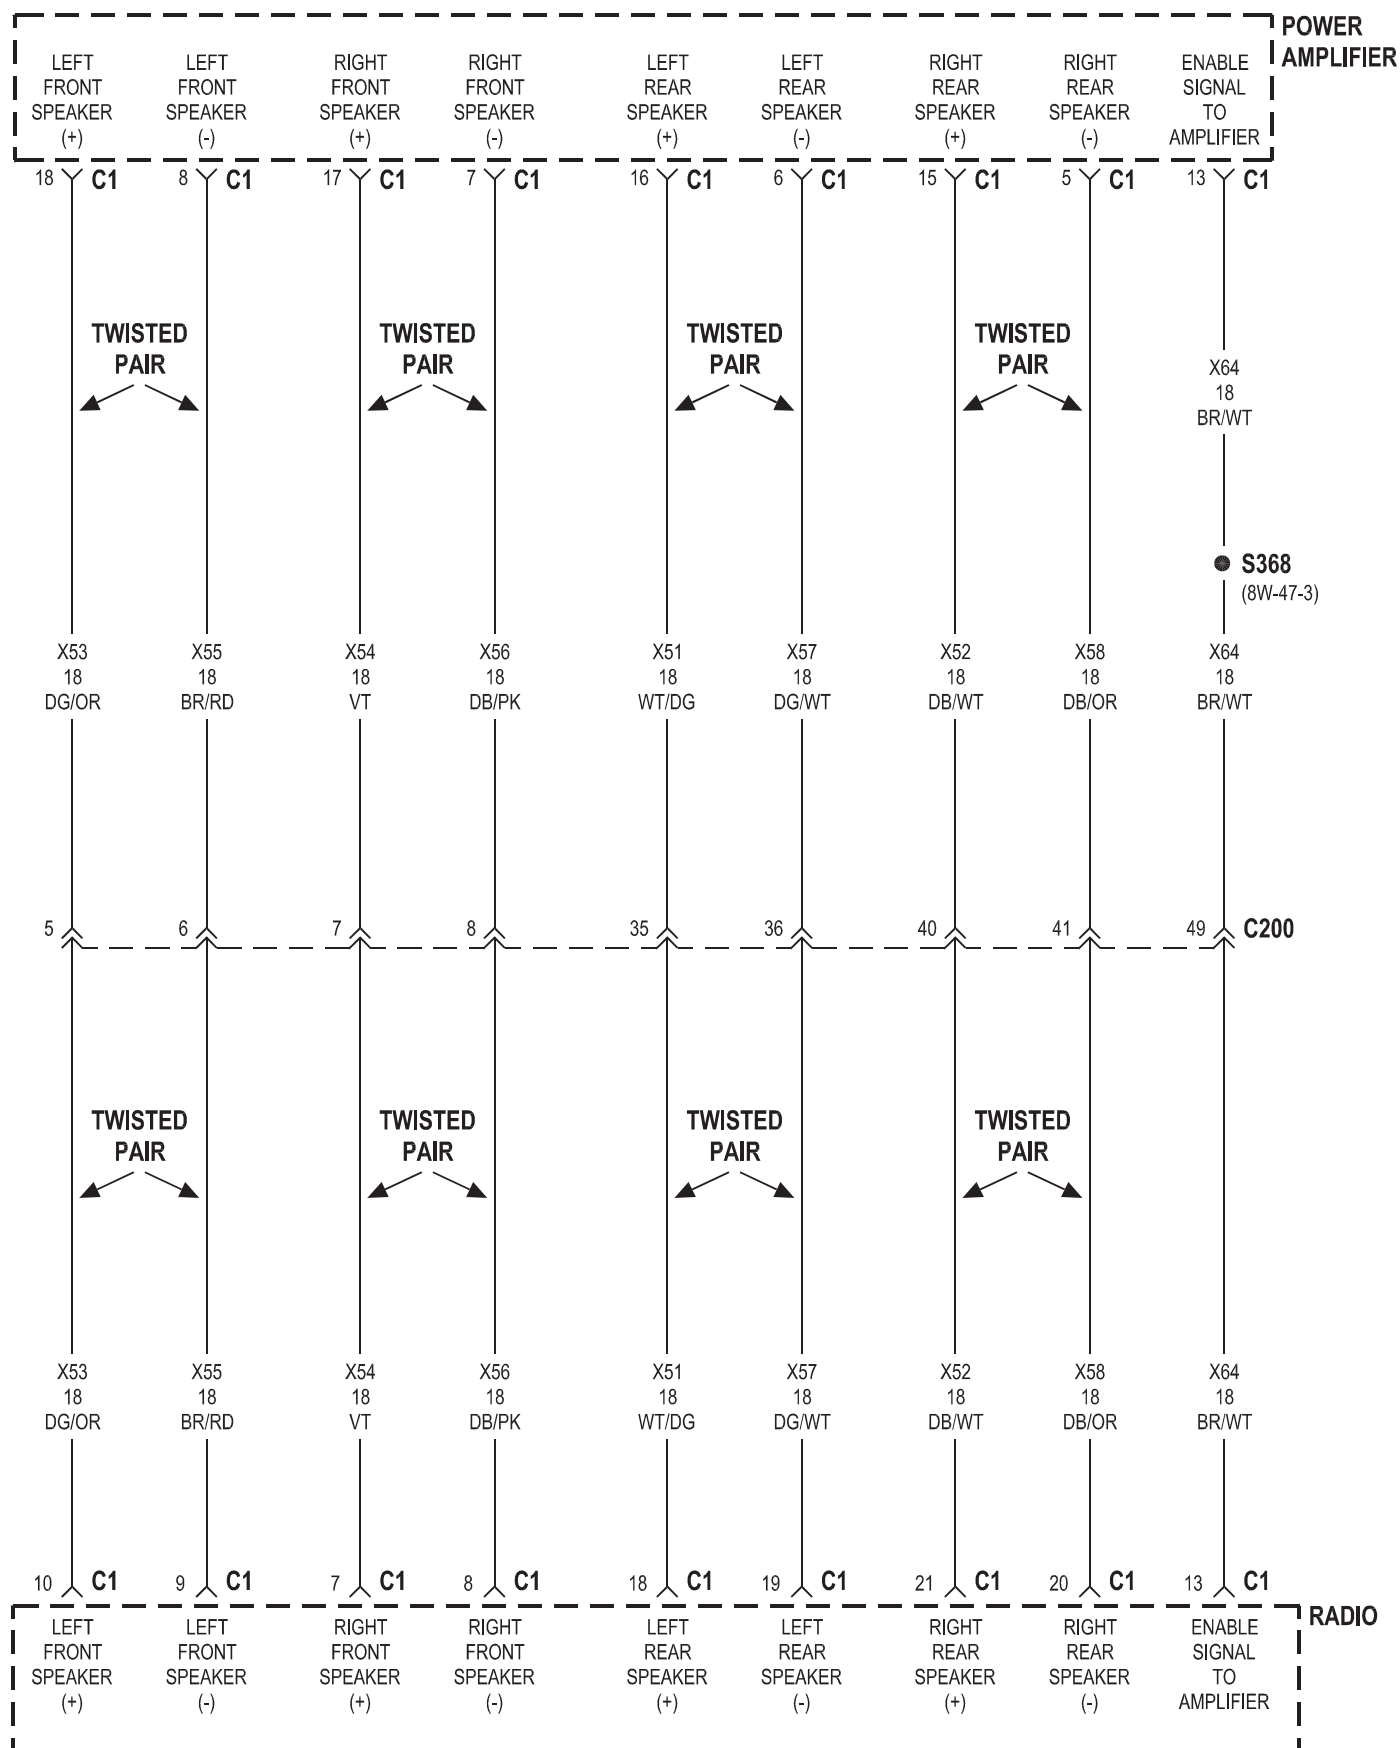 POWER
AMPLIFIER
LEFT LEFT RIGHT RIGHT LEFT LEFT RIGHT RIGHT ENABLE
FRONT FRONT FRONT FRONT REAR REAR REAR REAR SIGNAL
SPEAKER SPEAKER SPEAKER SPEAKER SPEAKER SPEAKER SPEAKER SPEAKER TO
(+) (-) (+) (-) (+) (-) (+) (-) AMPLIFIER
18 C1 8 C1 17 C1 7 C1 16 C1 6 C1 15 C1 5 C1 13 C1
TWISTED TWISTED TWISTED TWISTED
PAIR PAIR PAIR PAIR
X64
18
BR/WT
S368
(8W-47-3)
X53 X55 X54 X56 X51 X57 X52 X58 X64
18 18 18 18 18 18 18 18 18
DG/OR BR/RD VT DB/PK WT/DG DG/WT DB/WT DB/OR BR/WT
5 6 7 8 35 36 40 41 49 C200
TWISTED TWISTED TWISTED TWISTED
PAIR PAIR PAIR PAIR
X53 X55 X54 X56 X51 X57 X52 X58 X64
18 18 18 18 18 18 18 18 18
DG/OR BR/RD VT DB/PK WT/DG DG/WT DB/WT DB/OR BR/WT
10 C1 9 C1 7 C1 8 C1 18 C1 19 C1 21 C1 20 C1 13 C1
RADIO
LEFT LEFT RIGHT RIGHT LEFT LEFT RIGHT RIGHT ENABLE
FRONT FRONT FRONT FRONT REAR REAR REAR REAR SIGNAL
SPEAKER SPEAKER SPEAKER SPEAKER SPEAKER SPEAKER SPEAKER SPEAKER TO
(+) (-) (+) (-) (+) (-) (+) (-) AMPLIFIER